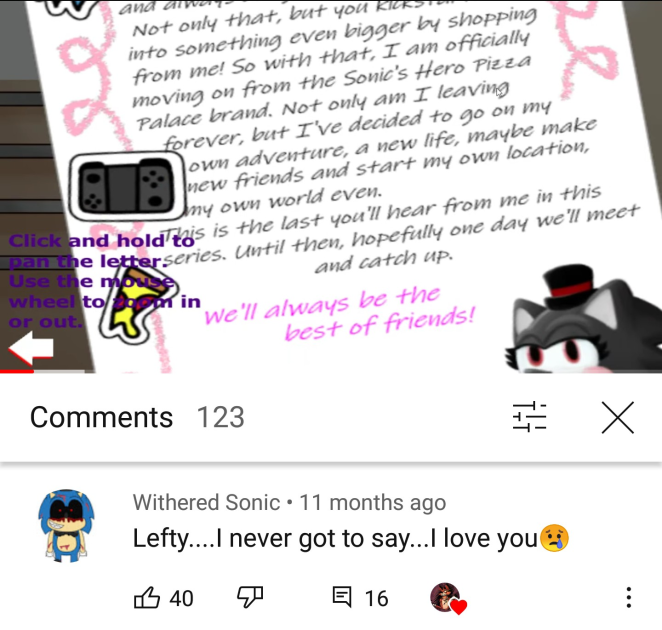 and always
Not only that, but you
into something even bigger by shopping
from me! So with that, I am officially
moving on from the Sonic's Hero Pizza
Palace brand. Not only am I leaving
forever, but I've decided to go on my
own adventure, a new life, maybe make
new friends and start my own location,
my own world even.
This is the last you'll hear from me in this
series. Until then, hopefully one day we'll meet
and catch up.
We'll always be the
best of friends!
Click and hold to
pan the letter.
Use the mouse
wheel to zoom in
or out.
Comments 123
Withered Sonic • 11 months ago
Lefty....I never got to say...I love you😢
40
16